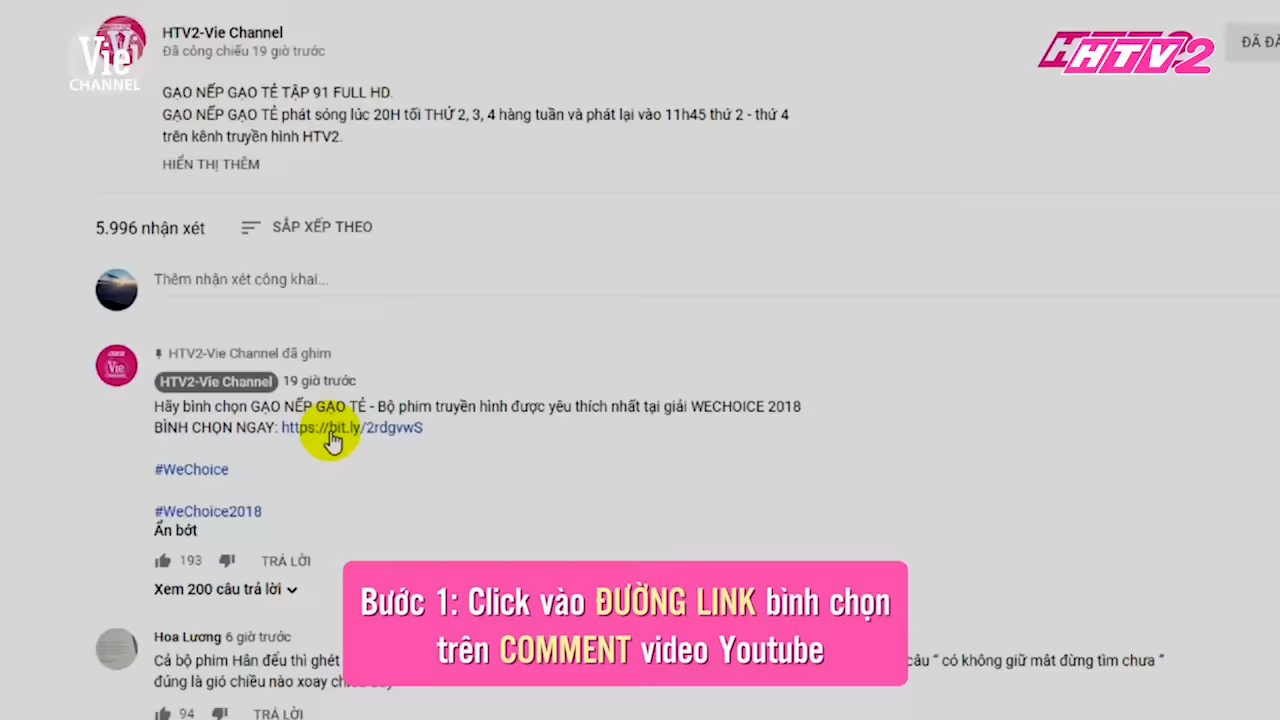 HTV2-Vie Channel
Đã công chiếu 19 giờ trước
Vie
CHANNEL
HTV2
ĐÃ
GẠO NẾP GẠO TẺ TẬP 91 FULL HD.
GẠO NẾP GẠO TẺ phát sóng lúc 20H tối THỨ 2, 3, 4 hàng tuần và phát lại vào 11h45 thứ 2 - thứ 4
trên kênh truyền hình HTV2.
HIỂN THỊ THÊM
5.996 nhận xét
SẮP XẾP THEO
Thêm nhận xét công khai...
HTV2-Vie Channel đã ghim
Vie
HTV2-Vie Channel 19 giờ trước
Hãy bình chọn GẠO NẾP GẠO TẺ - Bộ phim truyền hình được yêu thích nhất tại giải WECHOICE 2018
BÌNH CHỌN NGAY: https://bit.ly/2rdgvwS
#WeChoice
#WeChoice2018
Ẩn bớt
193 TRẢ LỜI
Xem 200 câu trả lời
Bước 1: Click vào ĐƯỜNG LINK bình chọn
trên COMMENT video Youtube
Hoa Lương 6 giờ trước
Cả bộ phim Hân đểu thì ghét câu “ có không giữ mât đừng tìm chưa ”
đúng là gió chiều nào xoay
94 TRẢ LỜI